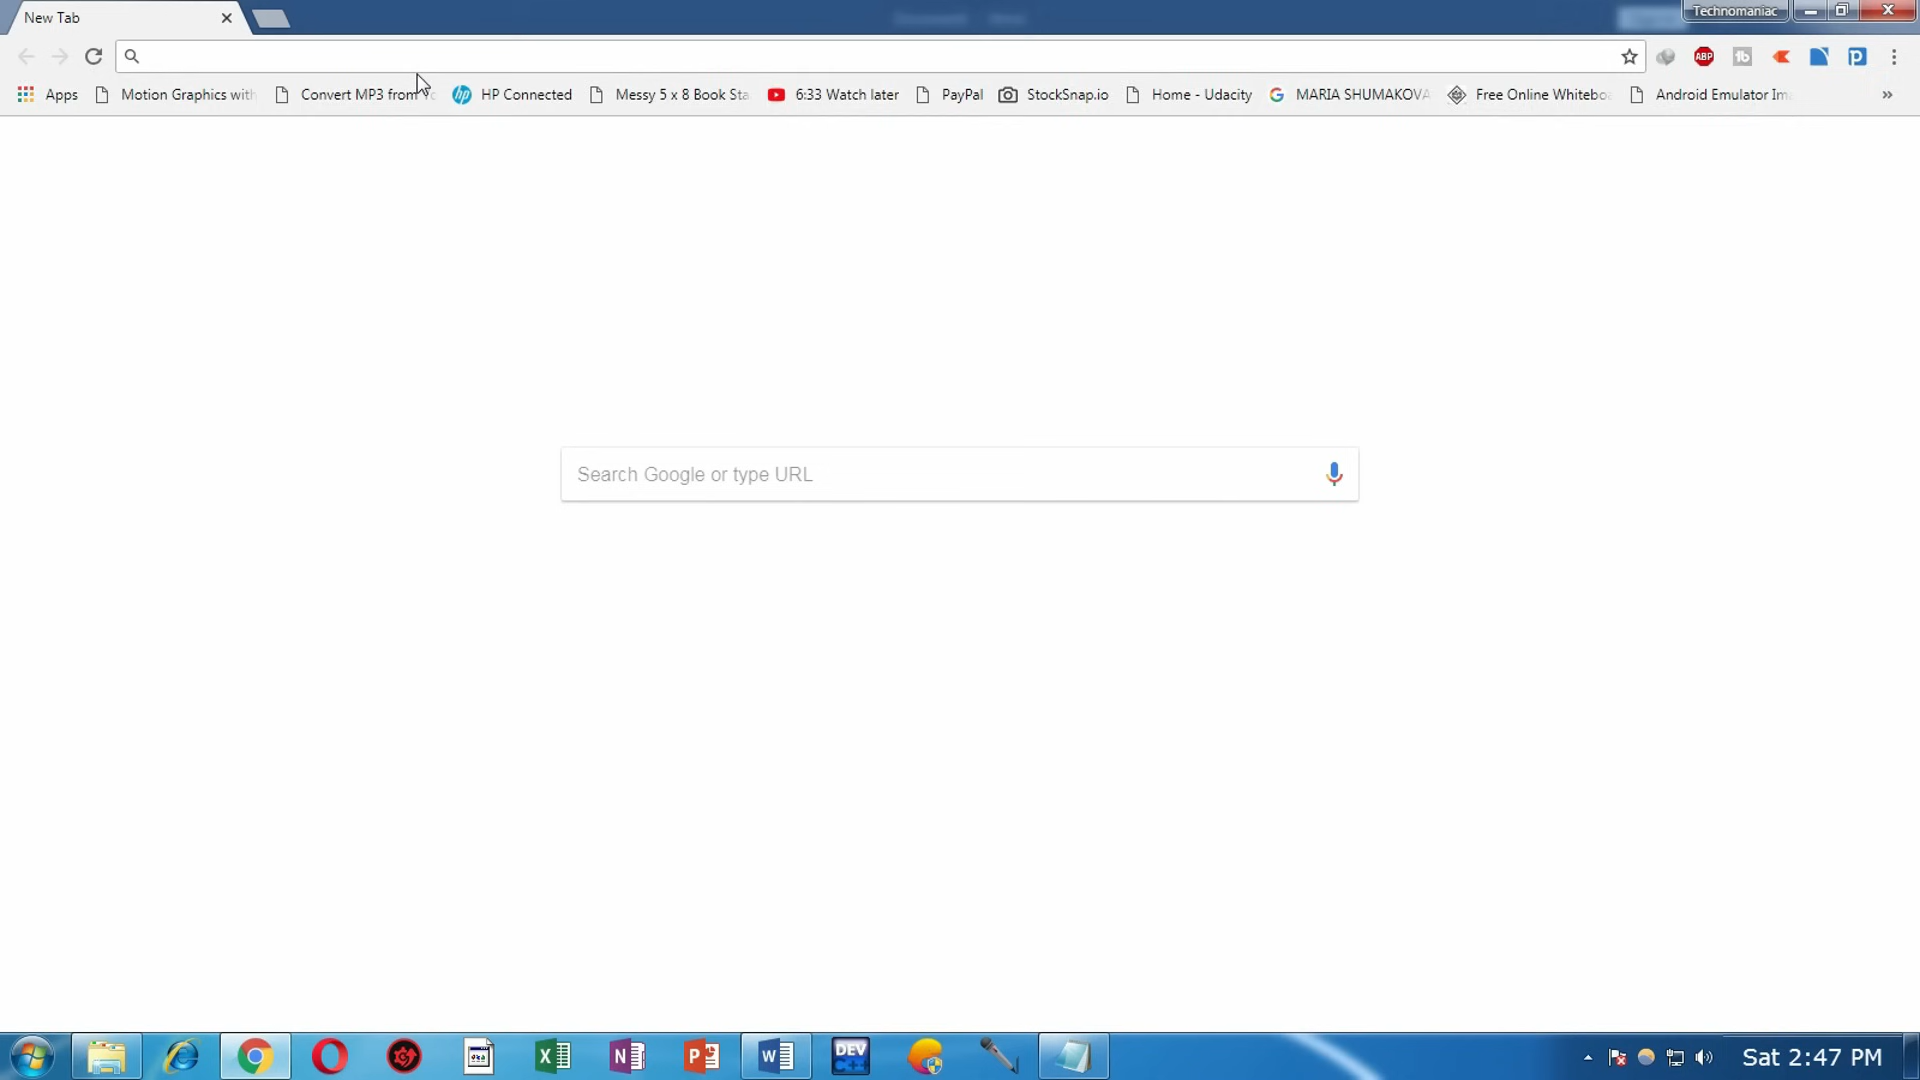 New Tab
Technomaniac
Apps
Motion Graphics with
Convert MP3 from
HP Connected
Messy 5 x 8 Book Sta
6:33 Watch later
PayPal
StockSnap.io
Home - Udacity
MARIA SHUMAKOVA
Free Online Whiteboa
Android Emulator Im
»
ABP
Search Google or type URL
DEV
C++
Sat 2:47 PM